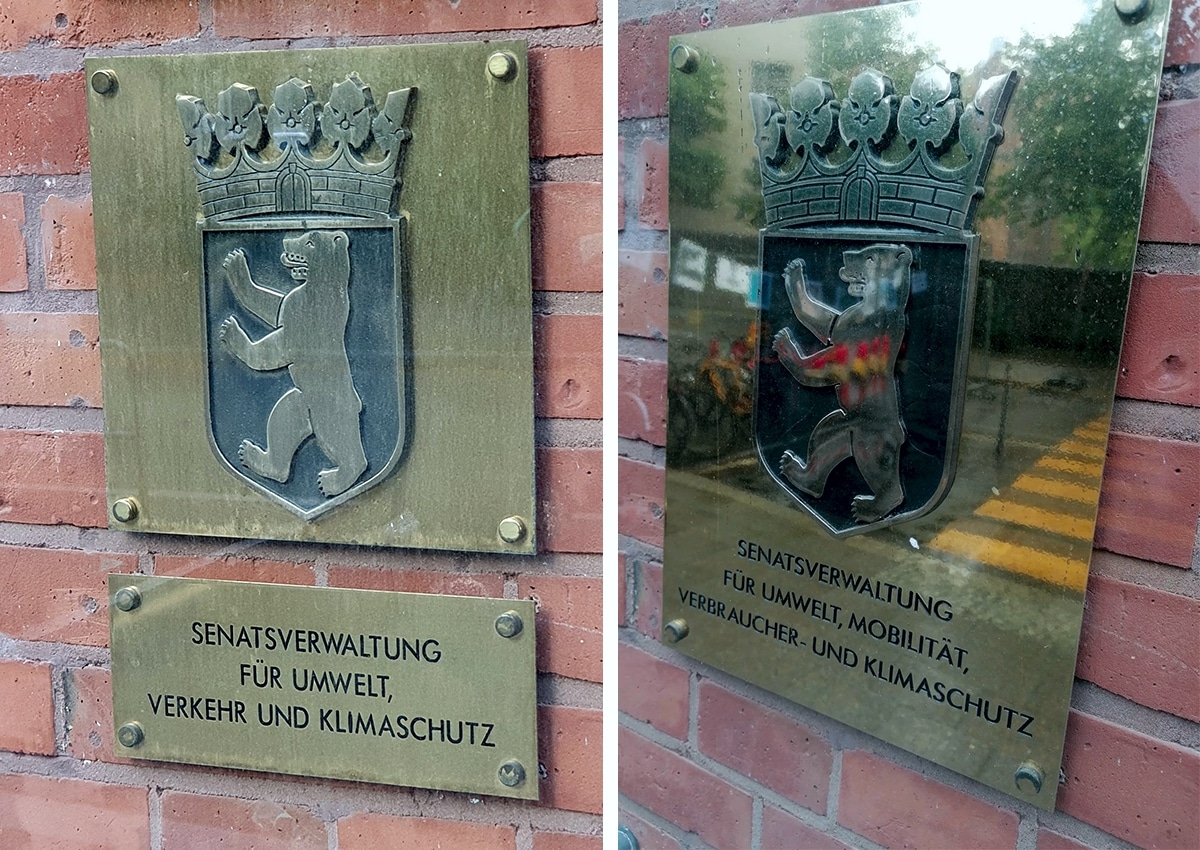 SENATSVERWALTUNG
FÜR UMWELT,
VERKEHR UND KLIMASCHUTZ
SENATSVERWALTUNG
FÜR UMWELT, MOBILITÄT,
VERBRAUCHER- UND KLIMASCHUTZ